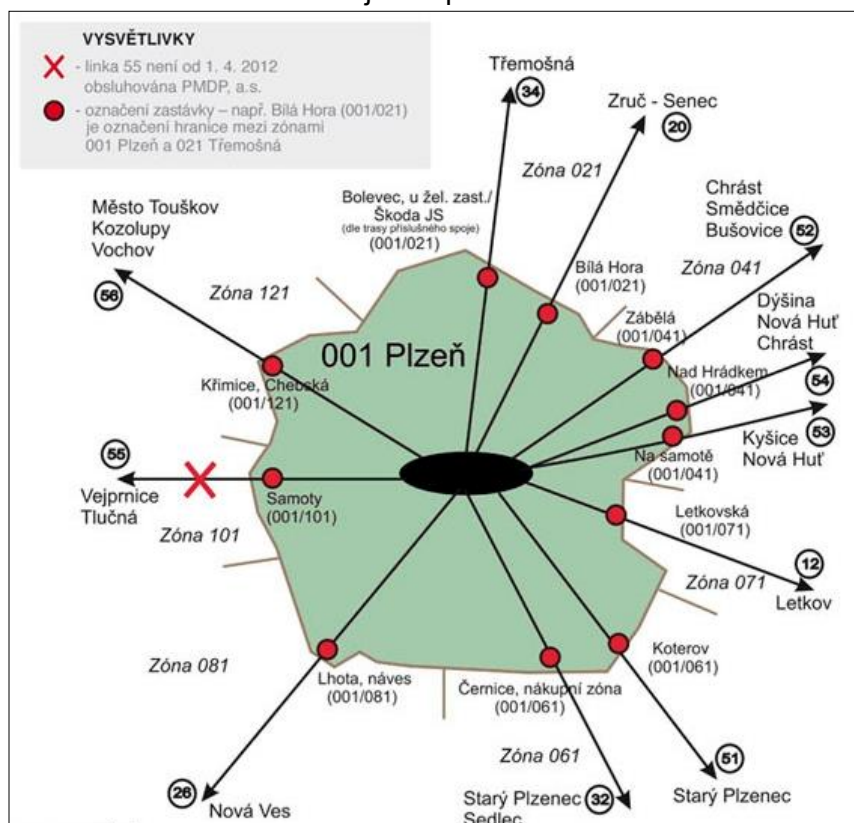 VYSVĚTLIVKY
- linka 55 není od 1. 4. 2012
obsluhována PMDP, a.s.
- označení zastávky – např. Bílá Hora (001/021)
je označení hranice mezi zónami
001 Plzeň a 021 Třemošná
Třemošná
34
Zruč - Senec
20
Zóna 021
Bolevec, u žel. zast./
Škoda JS
(dle trasy příslušného spoje)
(001/021)
Chrást
Smědčice
Bušovice
52
Město Touškov
Kozolupy
Vochov
56
Zóna 121
Bílá Hora
(001/021)
Zóna 041
Zábělá
(001/041)
Dýšina
Nová Huť
Chrást
54
001 Plzeň
Křimice, Chebská
(001/121)
Nad Hrádkem
(001/041)
53
Kyšice
Nová Huť
Na samotě
(001/041)
55
Vejprnice
Tlučná
Samoty
(001/101)
Zóna 101
Letkovská
(001/071)
Zóna 071
12
Letkov
Zóna 081
Lhota, náves
(001/081)
Černice, nákupní zóna
(001/061)
Koterov
(001/061)
Zóna 061
26
Nová Ves
Starý Plzenec
Sedlec
32
51
Starý Plzenec